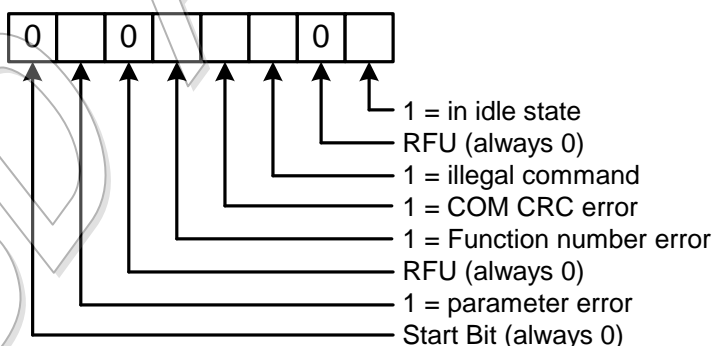 0 0 0
1 = in idle state
RFU (always 0)
1 = illegal command
1 = COM CRC error
1 = Function number error
RFU (always 0)
1 = parameter error
Start Bit (always 0)